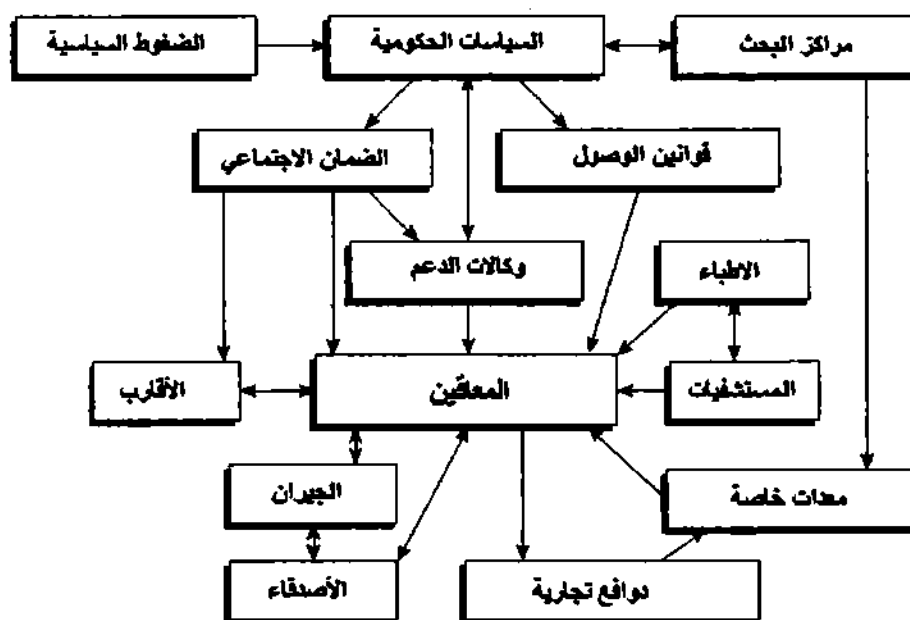 مراكز البحث
السياسات الحكومية
الضغوط السياسية
قوانين الوصول
الضمان الاجتماعي
الاطباء
وكالات الدعم
المستشفيات
المعاقين
الأقارب
معدات خاصة
الجيران
دوافع تجارية
الأصدقاء